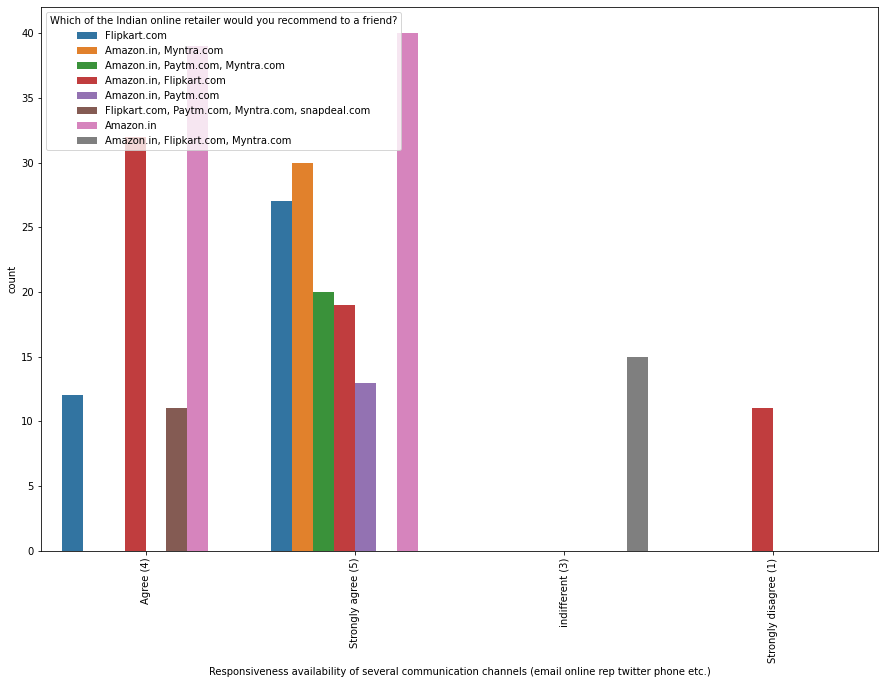 Which of the Indian online retailer would you recommend to a friend?
Flipkart.com
Amazon.in, Myntra.com
Amazon.in, Paytm.com, Myntra.com
Amazon.in, Flipkart.com
Amazon.in, Paytm.com
Flipkart.com, Paytm.com, Myntra.com, snapdeal.com
Amazon.in
Amazon.in, Flipkart.com, Myntra.com
40
35
30
25
20
15
10
5
0
count
Agree (4)
Strongly agree (5)
indifferent (3)
Strongly disagree (1)
Responsiveness availability of several communication channels (email online rep twitter phone etc.)